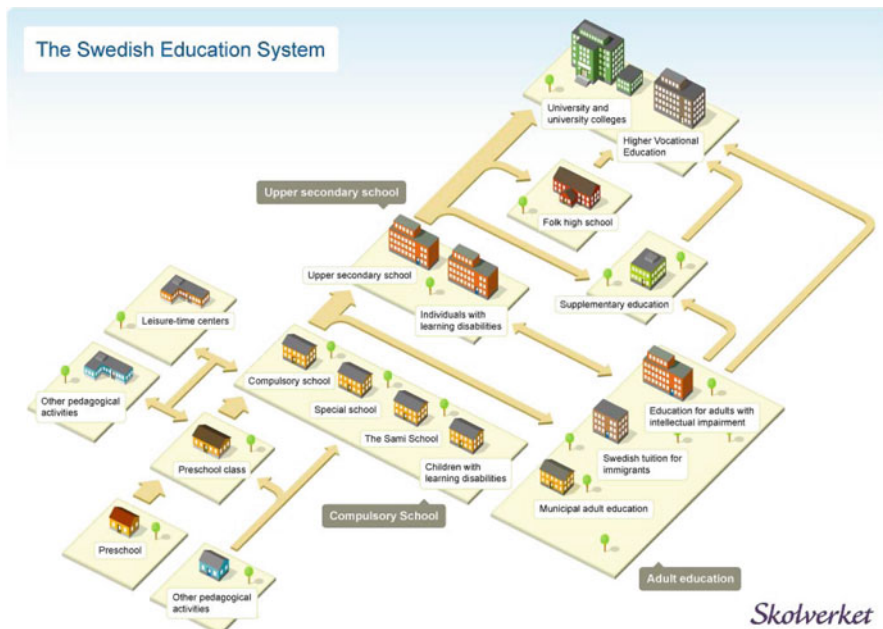 The Swedish Education System
University and
university colleges
Higher Vocational
Education
Upper secondary school
Folk high school
Upper secondary school
Supplementary education
Individuals with
learning disabilities
Leisure-time centers
Compulsory school
Other pedagogical
activities
Special school
Education for adults with
intellectual impairment
The Sami School
Preschool class
Swedish tuition for
immigrants
Children with
learning disabilities
Municipal adult education
Compulsory School
Preschool
Adult education
Other pedagogical
activities
Skolverket